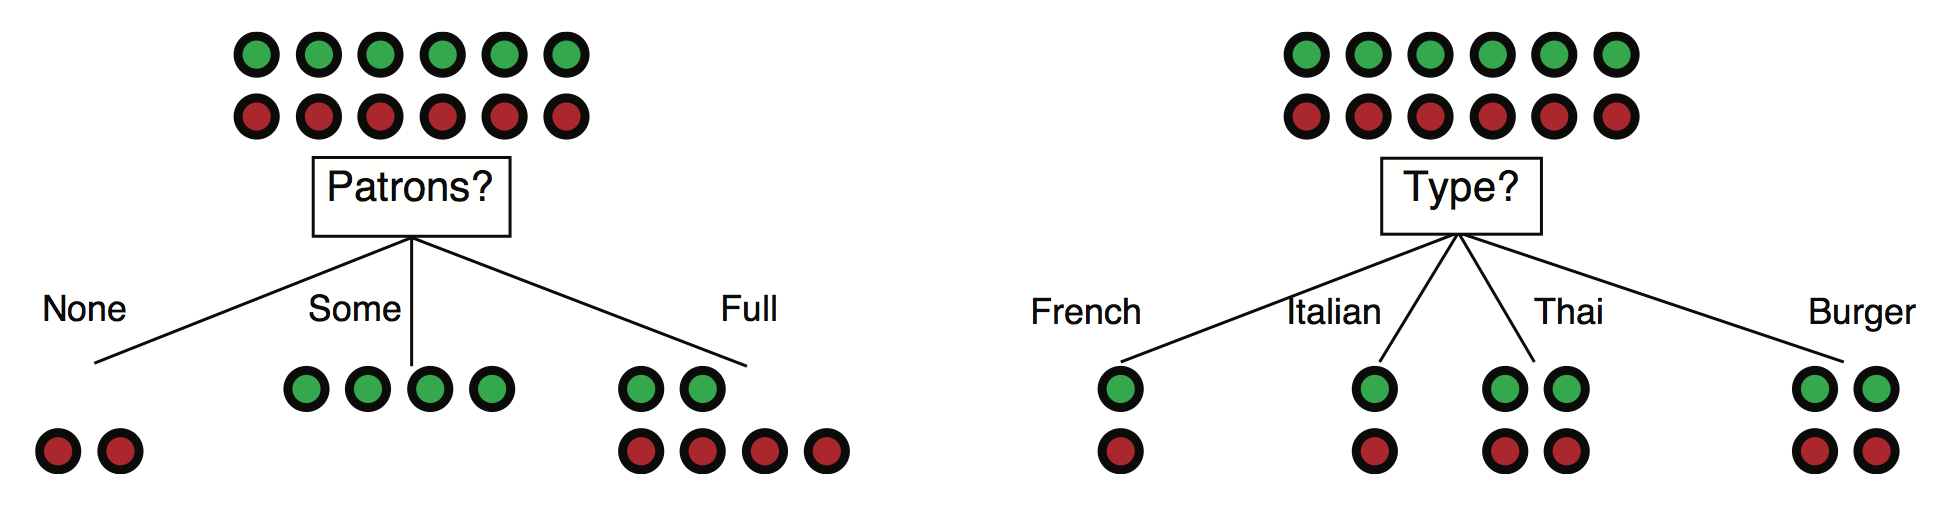 Patrons?
None
Some
Full
Type?
French
Italian
Thai
Burger